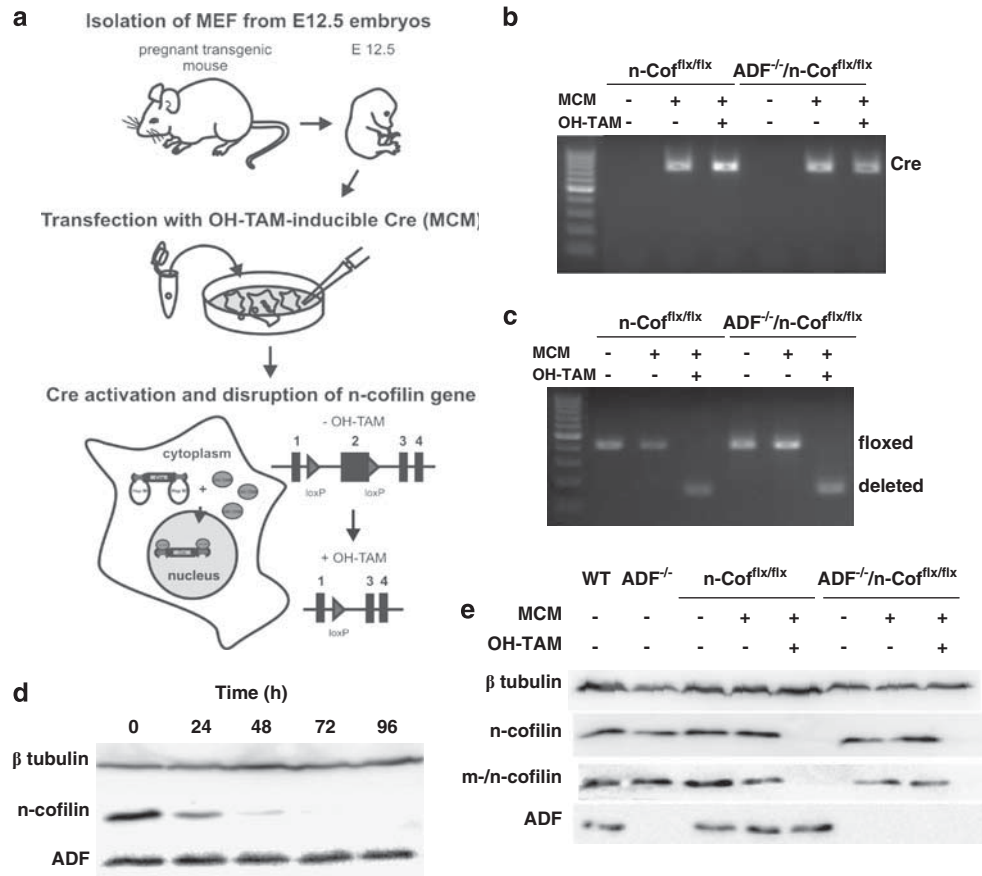 a
Isolation of MEF from E12.5 embryos
pregnant transgenic
mouse
E 12.5
Transfection with OH-TAM-inducible Cre (MCM)
Cre activation and disruption of n-cofilin gene
cytoplasm
+
nucleus
- OH-TAM
1 2 3 4
loxP loxP
+ OH-TAM
1 3 4
loxP
b
n-Cof^flx/flx ADF^-/-/n-Cof^flx/flx
MCM - + + - + +
OH-TAM - - + - - +
Cre
c
n-Cof^flx/flx ADF^-/-/n-Cof^flx/flx
MCM - + + - + +
OH-TAM - - + - - +
floxed
deleted
d
Time (h)
0 24 48 72 96
β tubulin
n-cofilin
ADF
e
WT ADF^-/- n-Cof^flx/flx ADF^-/-/n-Cof^flx/flx
MCM - - - + + - + +
OH-TAM - - - - + - - +
β tubulin
n-cofilin
m-/n-cofilin
ADF